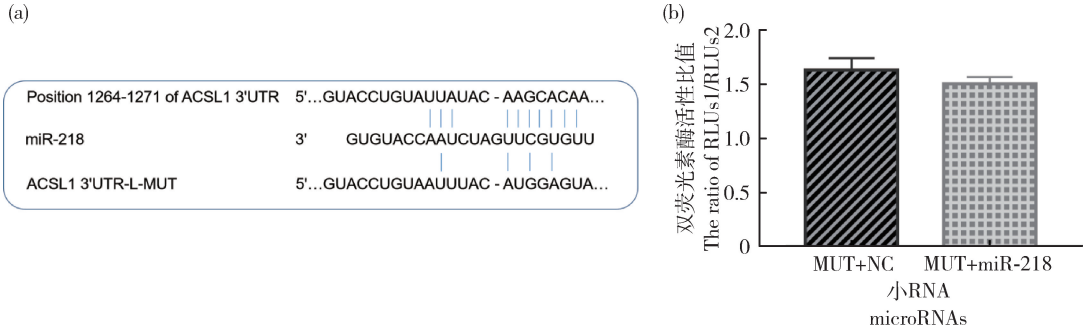 (a)
Position 1264-1271 of ACSL1 3'UTR 5'…GUACCUGUAUUAUAC - AAGCACAA…
miR-218 3' GUGUACCAAUCUAGUUCGUGUU
ACSL1 3'UTR-L-MUT 5'…GUACCUGUAAUUUAC - AUGGAGUA…
(b)
双荧光素酶活性比值
The ratio of RLUs1/RLUs2
2.0
1.5
1.0
0.5
0
MUT+NC MUT+miR-218
小RNA
microRNAs